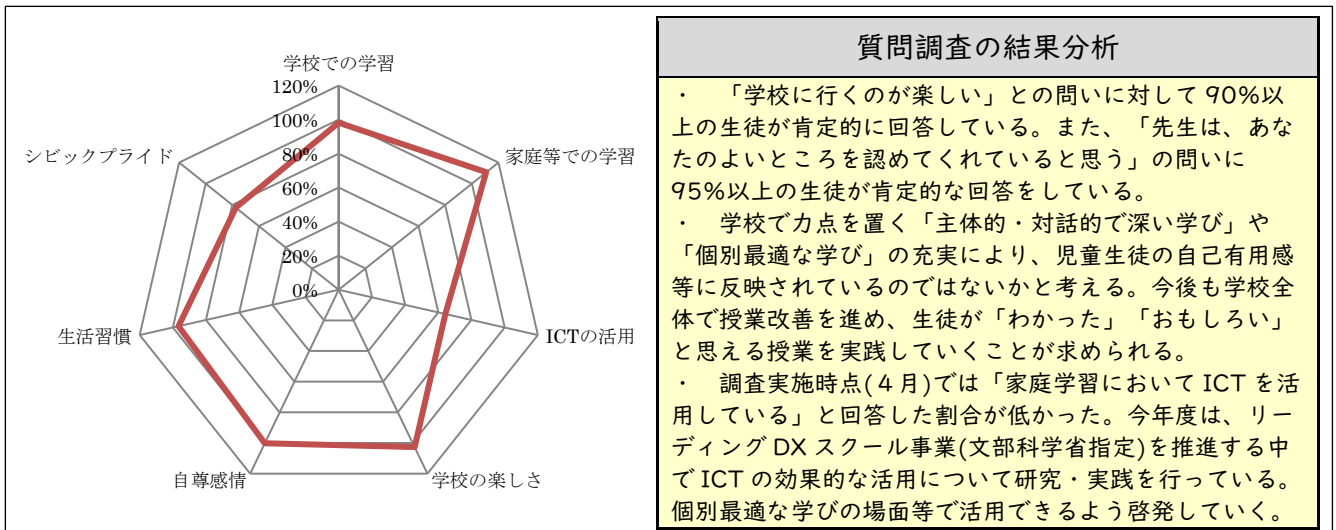 学校での学習
120%
100%
80%
60%
40%
20%
0%
家庭等での学習
ICTの活用
学校の楽しさ
自尊感情
生活習慣
シビックプライド
質問調査の結果分析
・　「学校に行くのが楽しい」との問いに対して 90%以
上の生徒が肯定的に回答している。また、「先生は、あな
たのよいところを認めてくれていると思う」の問いに
95%以上の生徒が肯定的な回答をしている。
・　学校で力点を置く「主体的・対話的で深い学び」や
「個別最適な学び」の充実により、児童生徒の自己有用感
等に反映されているのではないかと考える。今後も学校全
体で授業改善を進め、生徒が「わかった」「おもしろい」
と思える授業を実践していくことが求められる。
・　調査実施時点(４月)では「家庭学習において ICT を活
用している」と回答した割合が低かった。今年度は、リー
ディング DX スクール事業(文部科学省指定)を推進する中
で ICT の効果的な活用について研究・実践を行っている。
個別最適な学びの場面等で活用できるよう啓発していく。